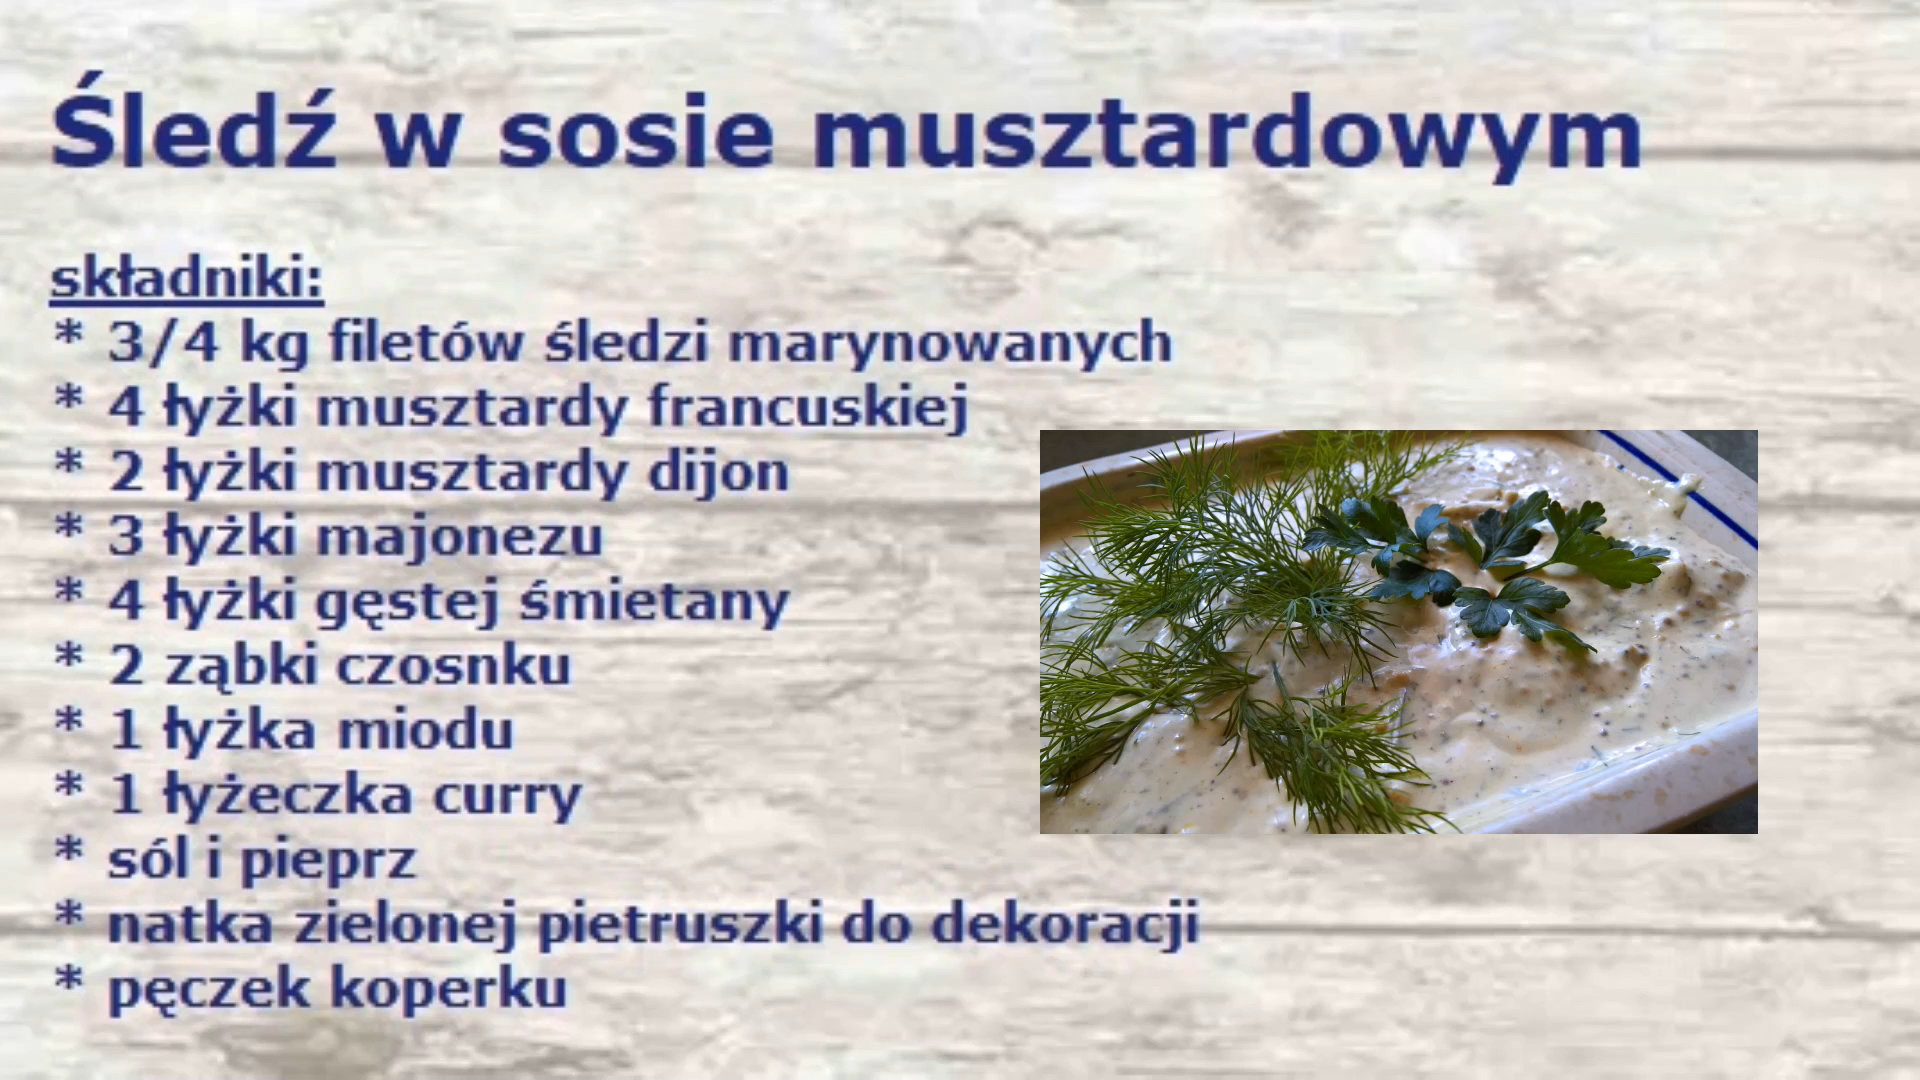 Śledź w sosie musztardowym
składniki:
* 3/4 kg filetów śledzi marynowanych
* 4 łyżki musztardy francuskiej
* 2 łyżki musztardy dijon
* 3 łyżki majonezu
* 4 łyżki gęstej śmietany
* 2 ząbki czosnku
* 1 łyżka miodu
* 1 łyżeczka curry
* sól i pieprz
* natka zielonej pietruszki do dekoracji
* pęczek koperku